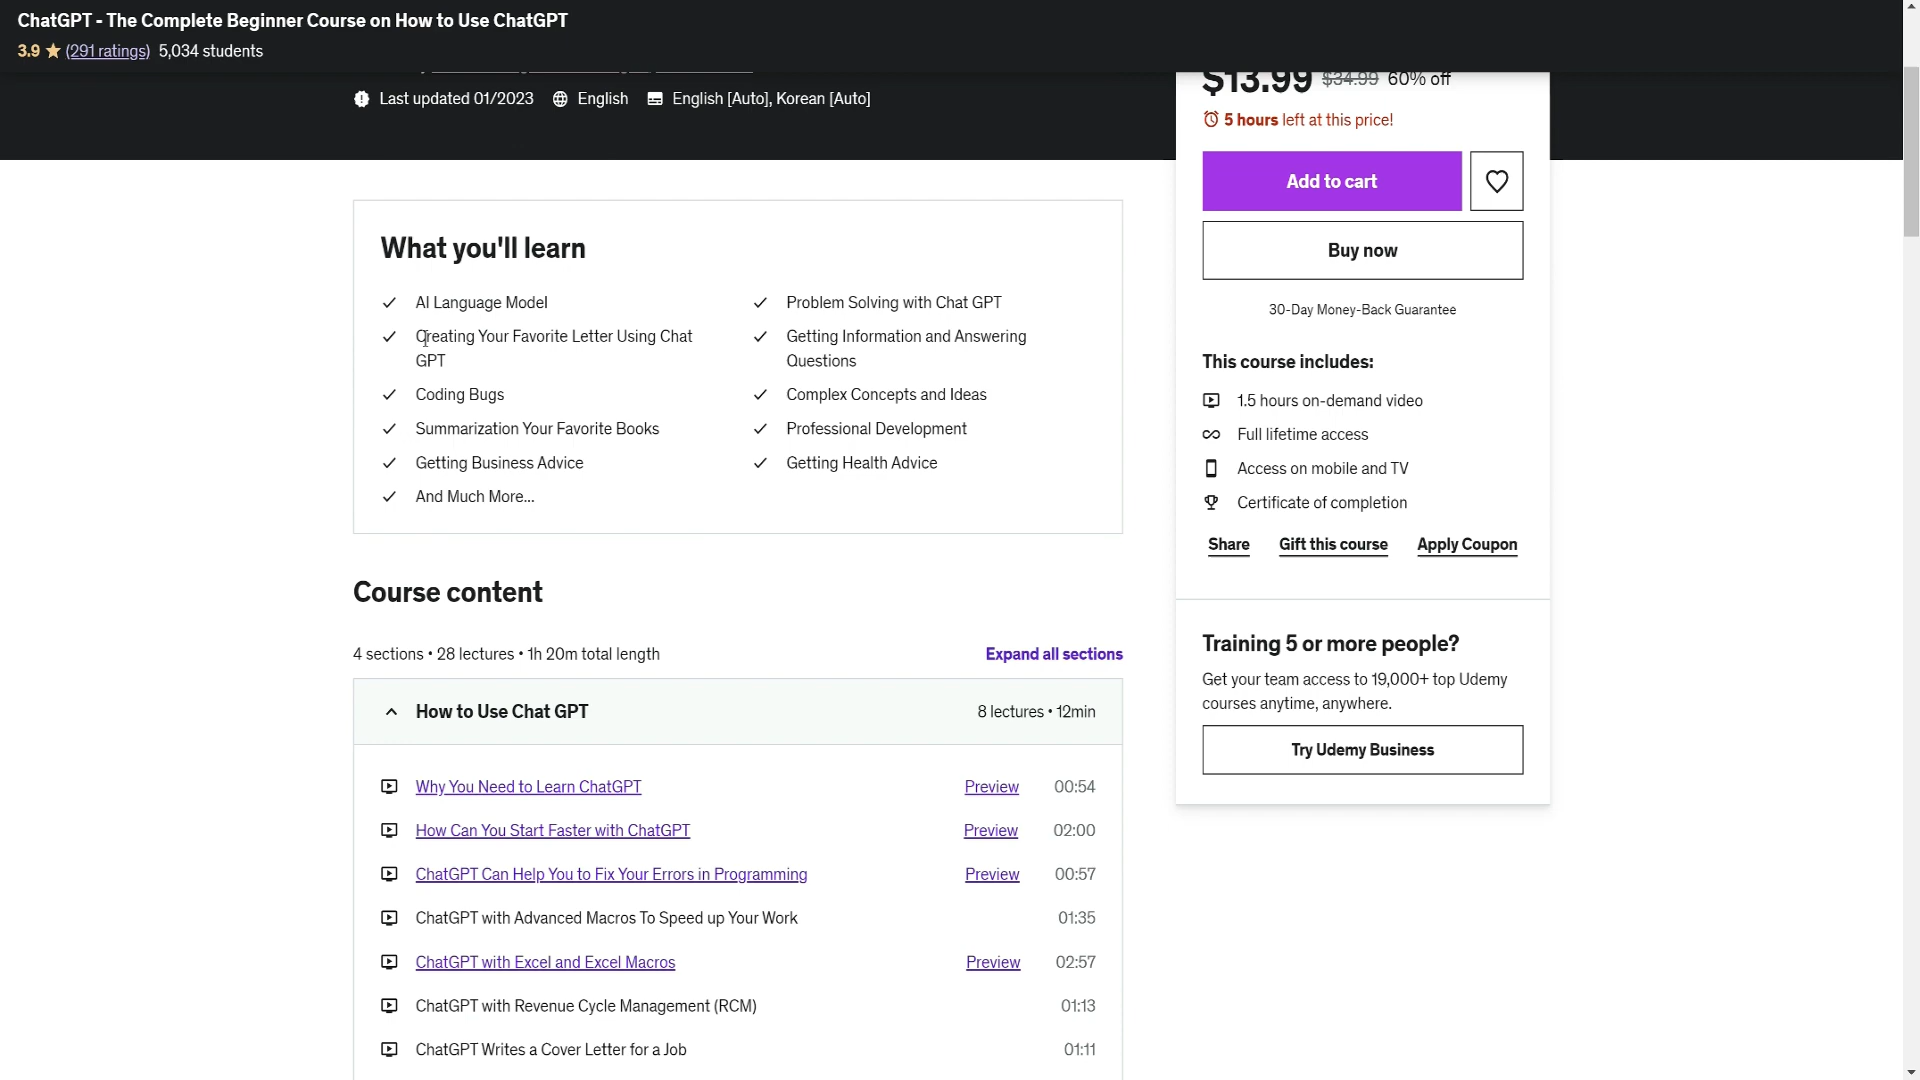 ChatGPT - The Complete Beginner Course on How to Use ChatGPT
3.9 (291 ratings) 5,034 students
Last updated 01/2023 English English [Auto], Korean [Auto]
What you'll learn
AI Language Model
Creating Your Favorite Letter Using Chat
GPT
Coding Bugs
Summarization Your Favorite Books
Getting Business Advice
And Much More...
Problem Solving with Chat GPT
Getting Information and Answering
Questions
Complex Concepts and Ideas
Professional Development
Getting Health Advice
Course content
4 sections • 28 lectures • 1h 20m total length
Expand all sections
How to Use Chat GPT 8 lectures • 12min
Why You Need to Learn ChatGPT Preview 00:54
How Can You Start Faster with ChatGPT Preview 02:00
ChatGPT Can Help You to Fix Your Errors in Programming Preview 00:57
ChatGPT with Advanced Macros To Speed up Your Work 01:35
ChatGPT with Excel and Excel Macros Preview 02:57
ChatGPT with Revenue Cycle Management (RCM) 01:13
ChatGPT Writes a Cover Letter for a Job 01:11
$13.99 $34.99 60% off
5 hours left at this price!
Add to cart
Buy now
30-Day Money-Back Guarantee
This course includes:
1.5 hours on-demand video
Full lifetime access
Access on mobile and TV
Certificate of completion
Share Gift this course Apply Coupon
Training 5 or more people?
Get your team access to 19,000+ top Udemy
courses anytime, anywhere.
Try Udemy Business